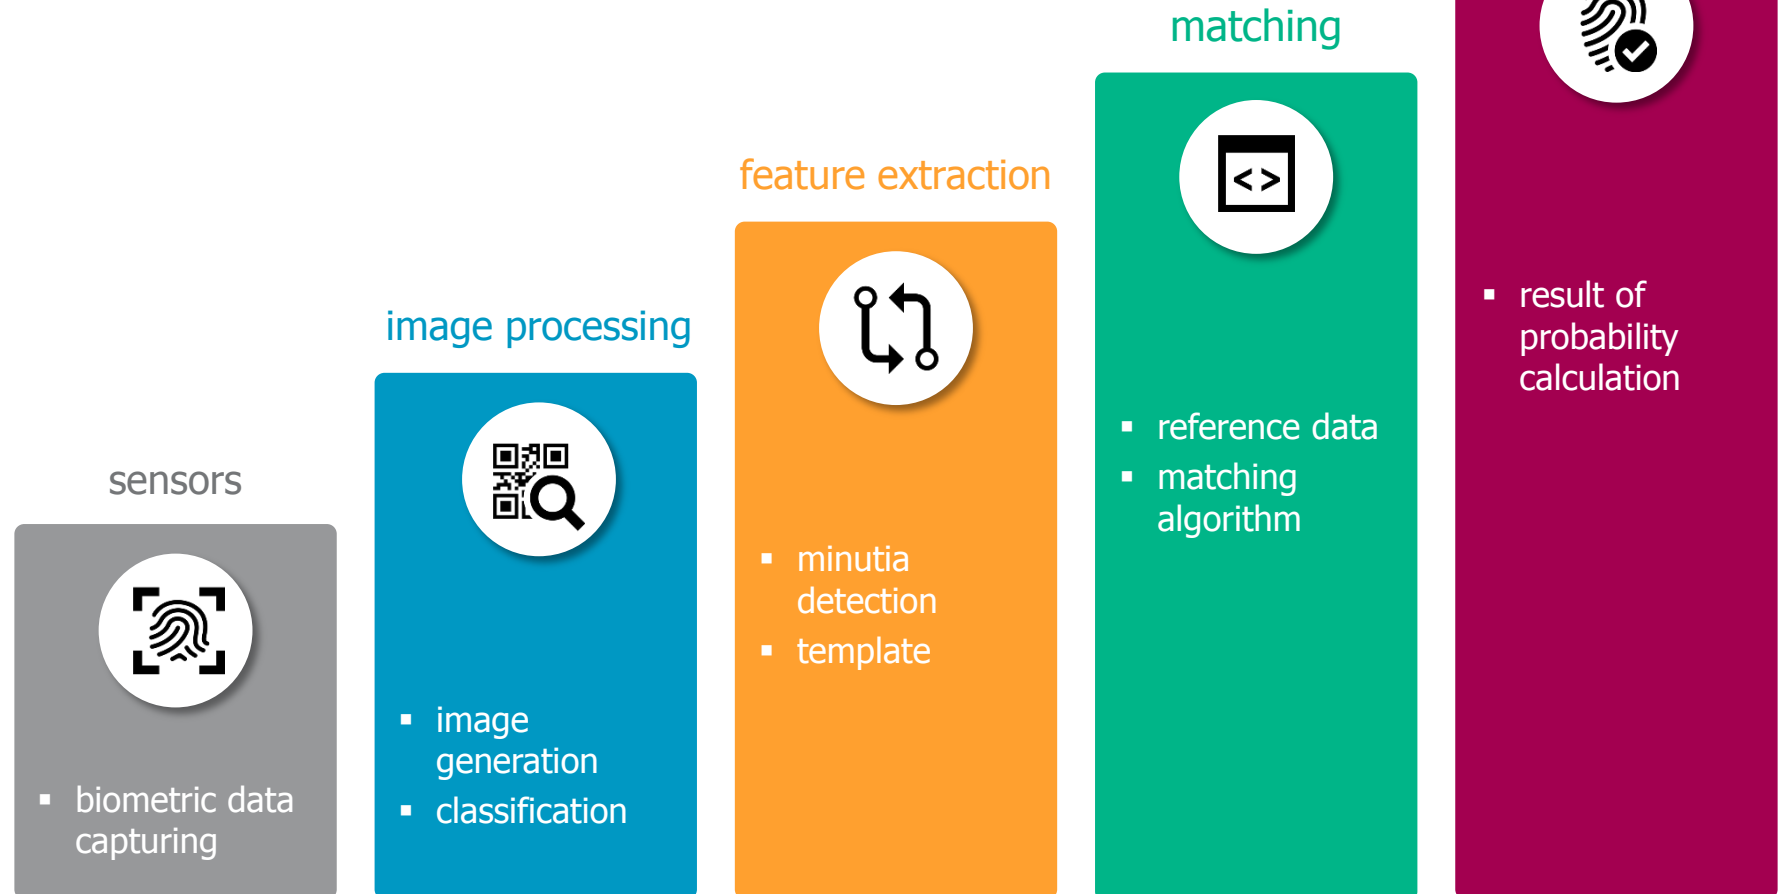 sensors
▪ biometric data
capturing
image processing
▪ image
generation
▪ classification
feature extraction
▪ minutia
detection
▪ template
matching
< >
▪ reference data
▪ matching
algorithm
▪ result of
probability
calculation